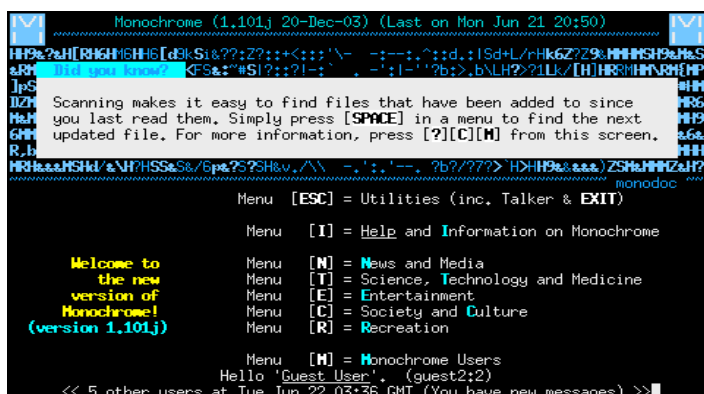 Monochrome (1.101j 20-Dec-03) (Last on Mon Jun 21 20:50)
Did you know?
Scanning makes it easy to find files that have been added to since
you last read them. Simply press [SPACE] in a menu to find the next
updated file. For more information, press [?][C][M] from this screen.
monodoc
Menu [ESC] = Utilities (inc. Talker & EXIT)
Menu [I] = Help and Information on Monochrome
Welcome to Menu [N] = News and Media
the new Menu [T] = Science, Technology and Medicine
version of Menu [E] = Entertainment
Monochrome! Menu [C] = Society and Culture
(version 1.101j) Menu [R] = Recreation
Menu [M] = Monochrome Users
Hello 'Guest User'. (guest2:2)
<< 5 other users at Tue Jun 22 03:36 GMT (You have new messages) >>